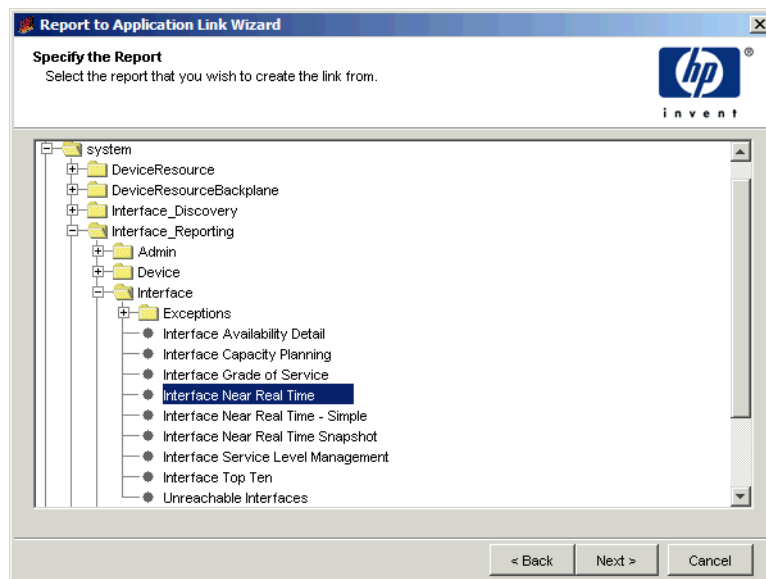 Report to Application Link Wizard
Specify the Report
Select the report that you wish to create the link from.
hp
®
invent
system
DeviceResource
DeviceResourceBackplane
Interface_Discovery
Interface_Reporting
Admin
Device
Interface
Exceptions
Interface Availability Detail
Interface Capacity Planning
Interface Grade of Service
Interface Near Real Time
Interface Near Real Time - Simple
Interface Near Real Time Snapshot
Interface Service Level Management
Interface Top Ten
Unreachable Interfaces
< Back Next > Cancel